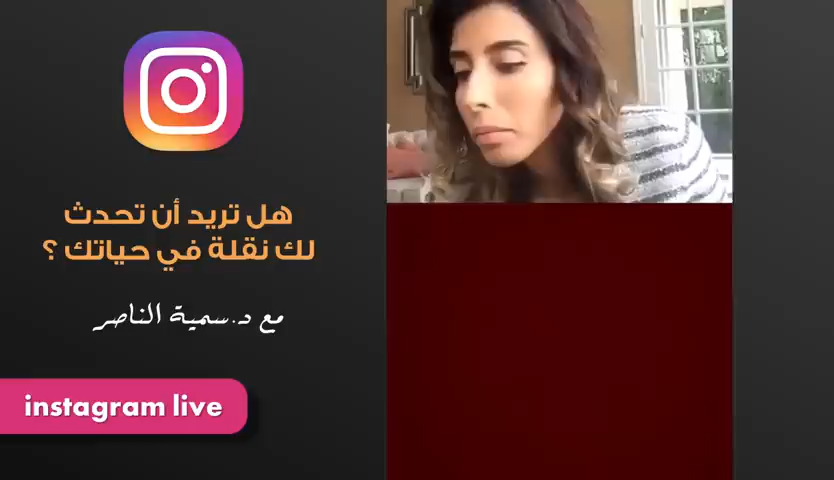 هل تريد أن تحدث
لك نقلة في حياتك ؟
مع د.سمية الناصر
instagram live